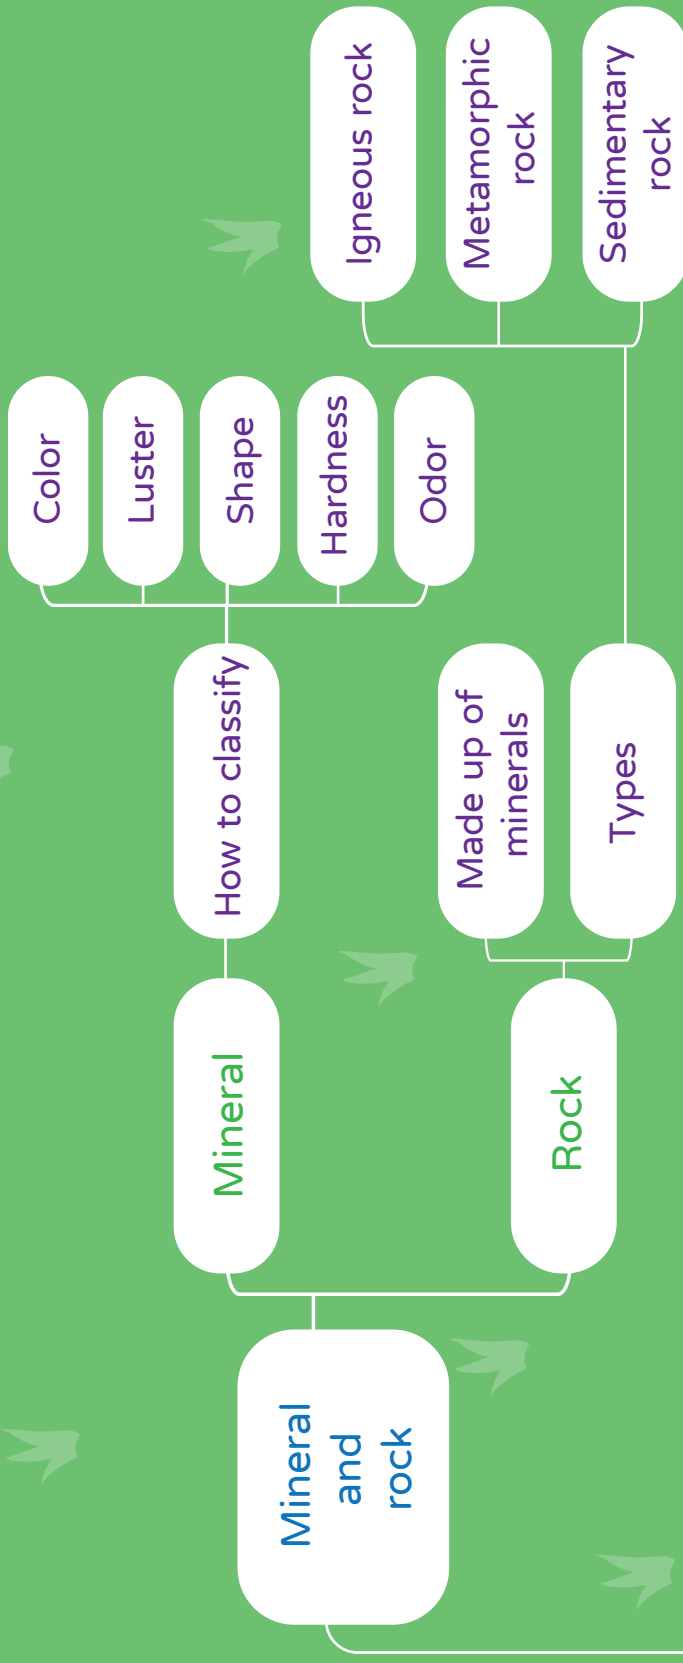 Mineral
and
rock
Mineral
How to classify
Color
Luster
Shape
Hardness
Odor
Rock
Made up of
minerals
Types
Igneous rock
Metamorphic
rock
Sedimentary
rock